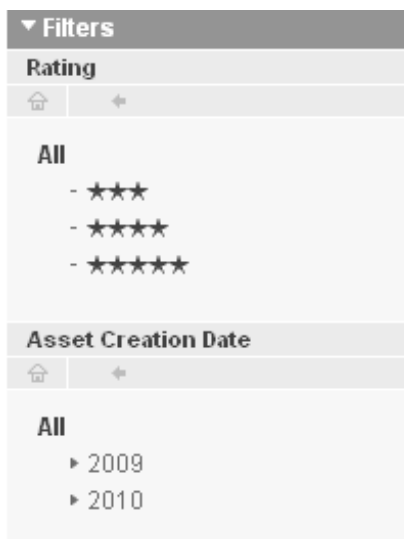 Filters
Rating
All
- ★★★
- ★★★★
- ★★★★★
Asset Creation Date
All
2009
2010